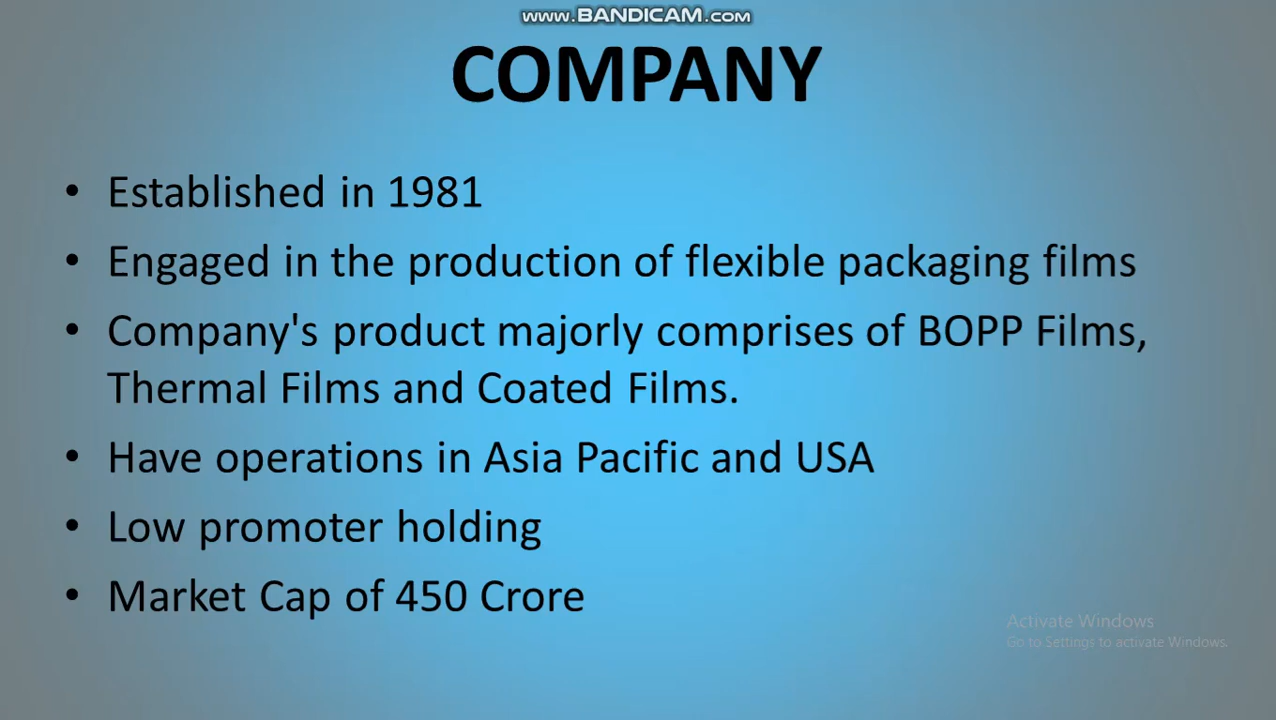 www.BANDICAM.com
COMPANY
• Established in 1981
• Engaged in the production of flexible packaging films
• Company's product majorly comprises of BOPP Films,
Thermal Films and Coated Films.
• Have operations in Asia Pacific and USA
• Low promoter holding
• Market Cap of 450 Crore
Activate Windows
Go to Settings to activate Windows.